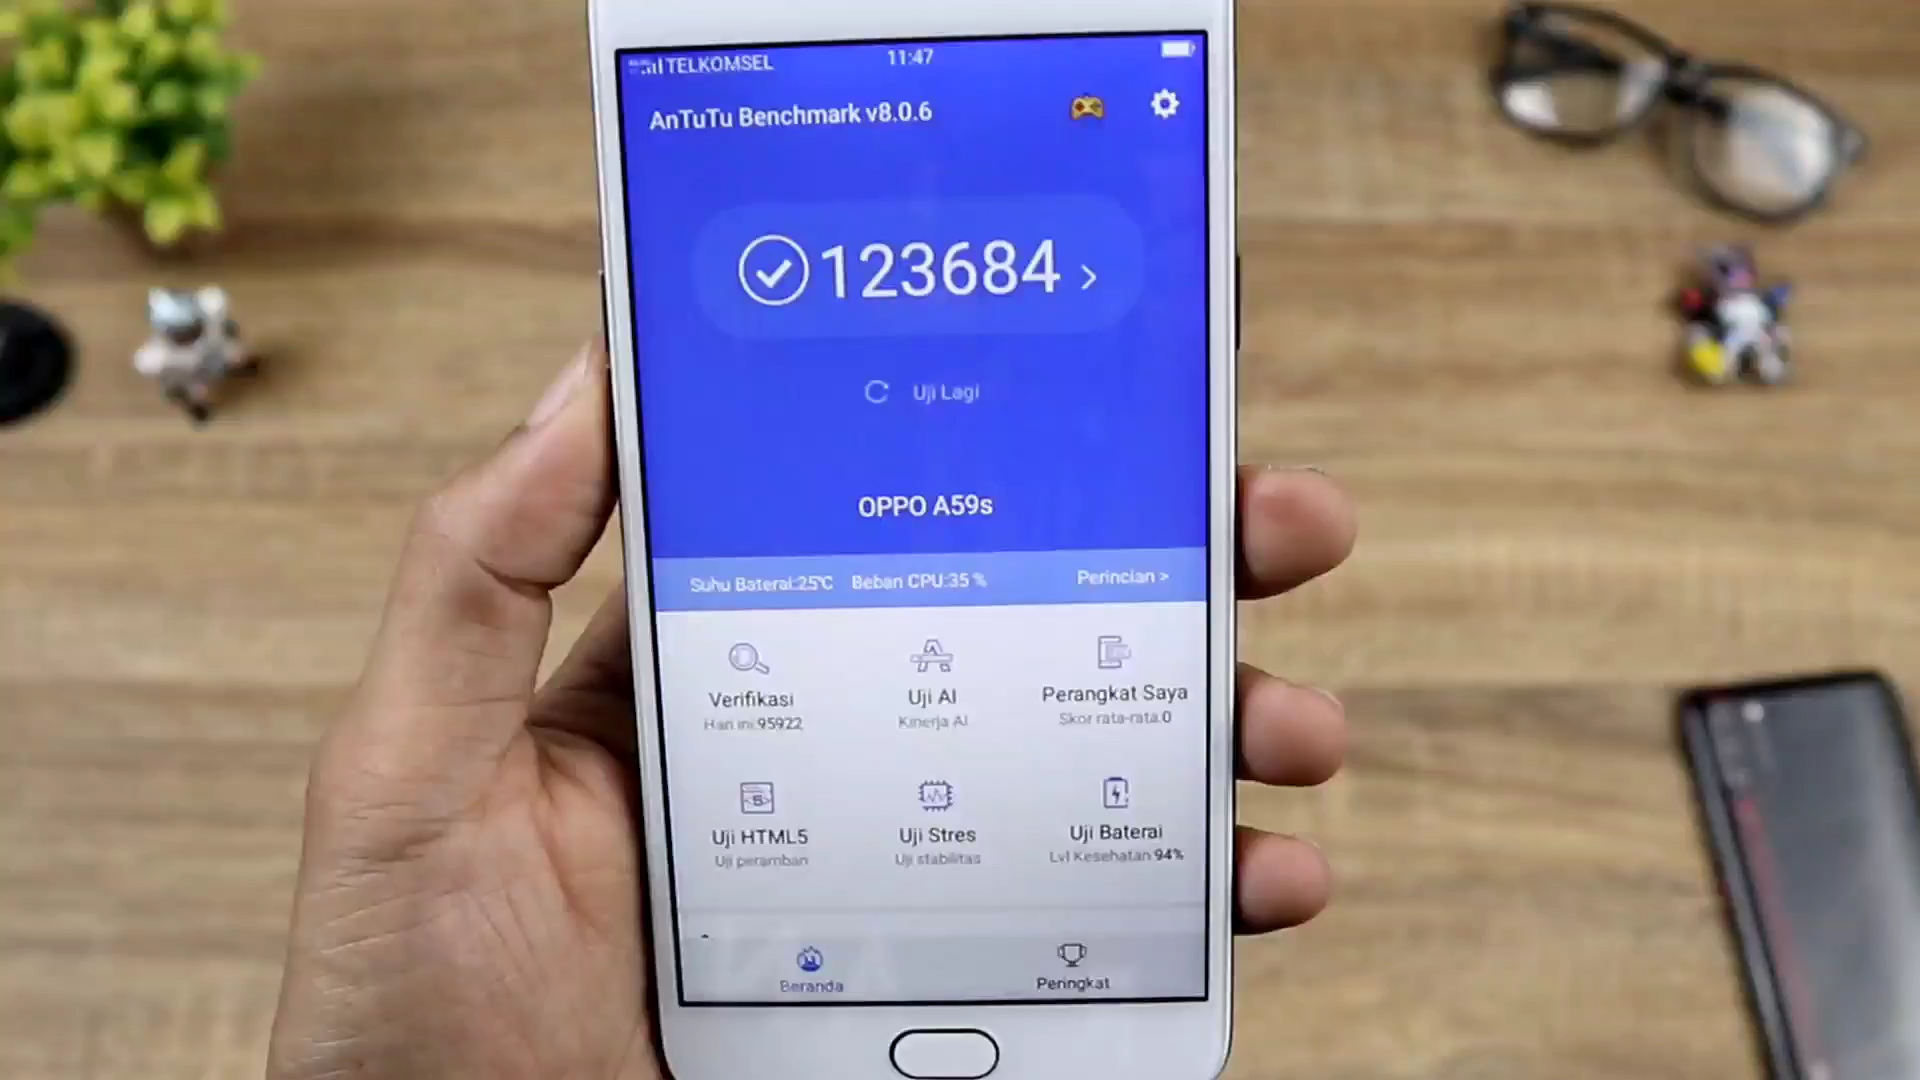 TELKOMSEL 11:47
AnTuTu Benchmark v8.0.6
123684 >
Uji Lagi
OPPO A59s
Suhu Baterai:25℃ Beban CPU:35 % Perincian >
Verifikasi Uji AI Perangkat Saya
Hari ini:95922 Kinerja AI Skor rata-rata:0
Uji HTML5 Uji Stres Uji Baterai
Uji peramban Uji stabilitas Lvl Kesehatan 94%
Beranda Peringkat